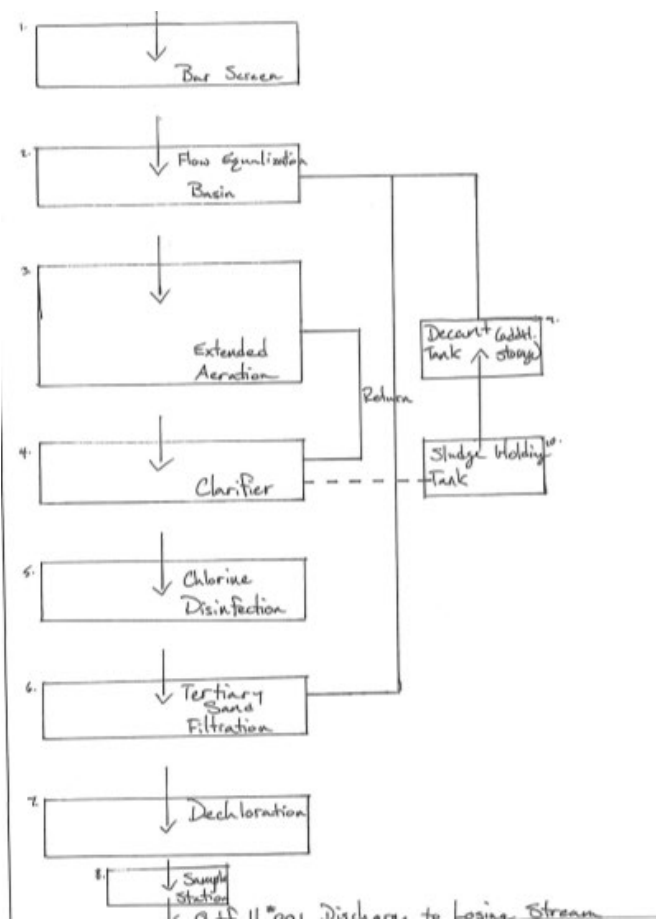 1.
Bar Screen
2.
Flow Equalization
Basin
3.
Extended
Aeration
Return
9.
Decant (addtl.
Tank storage)
4.
Clarifier
10.
Sludge Holding
Tank
5.
Chlorine
Disinfection
6.
Tertiary
Sand
Filtration
7.
Dechloration
8.
Sample
Station
Outfall #001 Discharge to Losing Stream